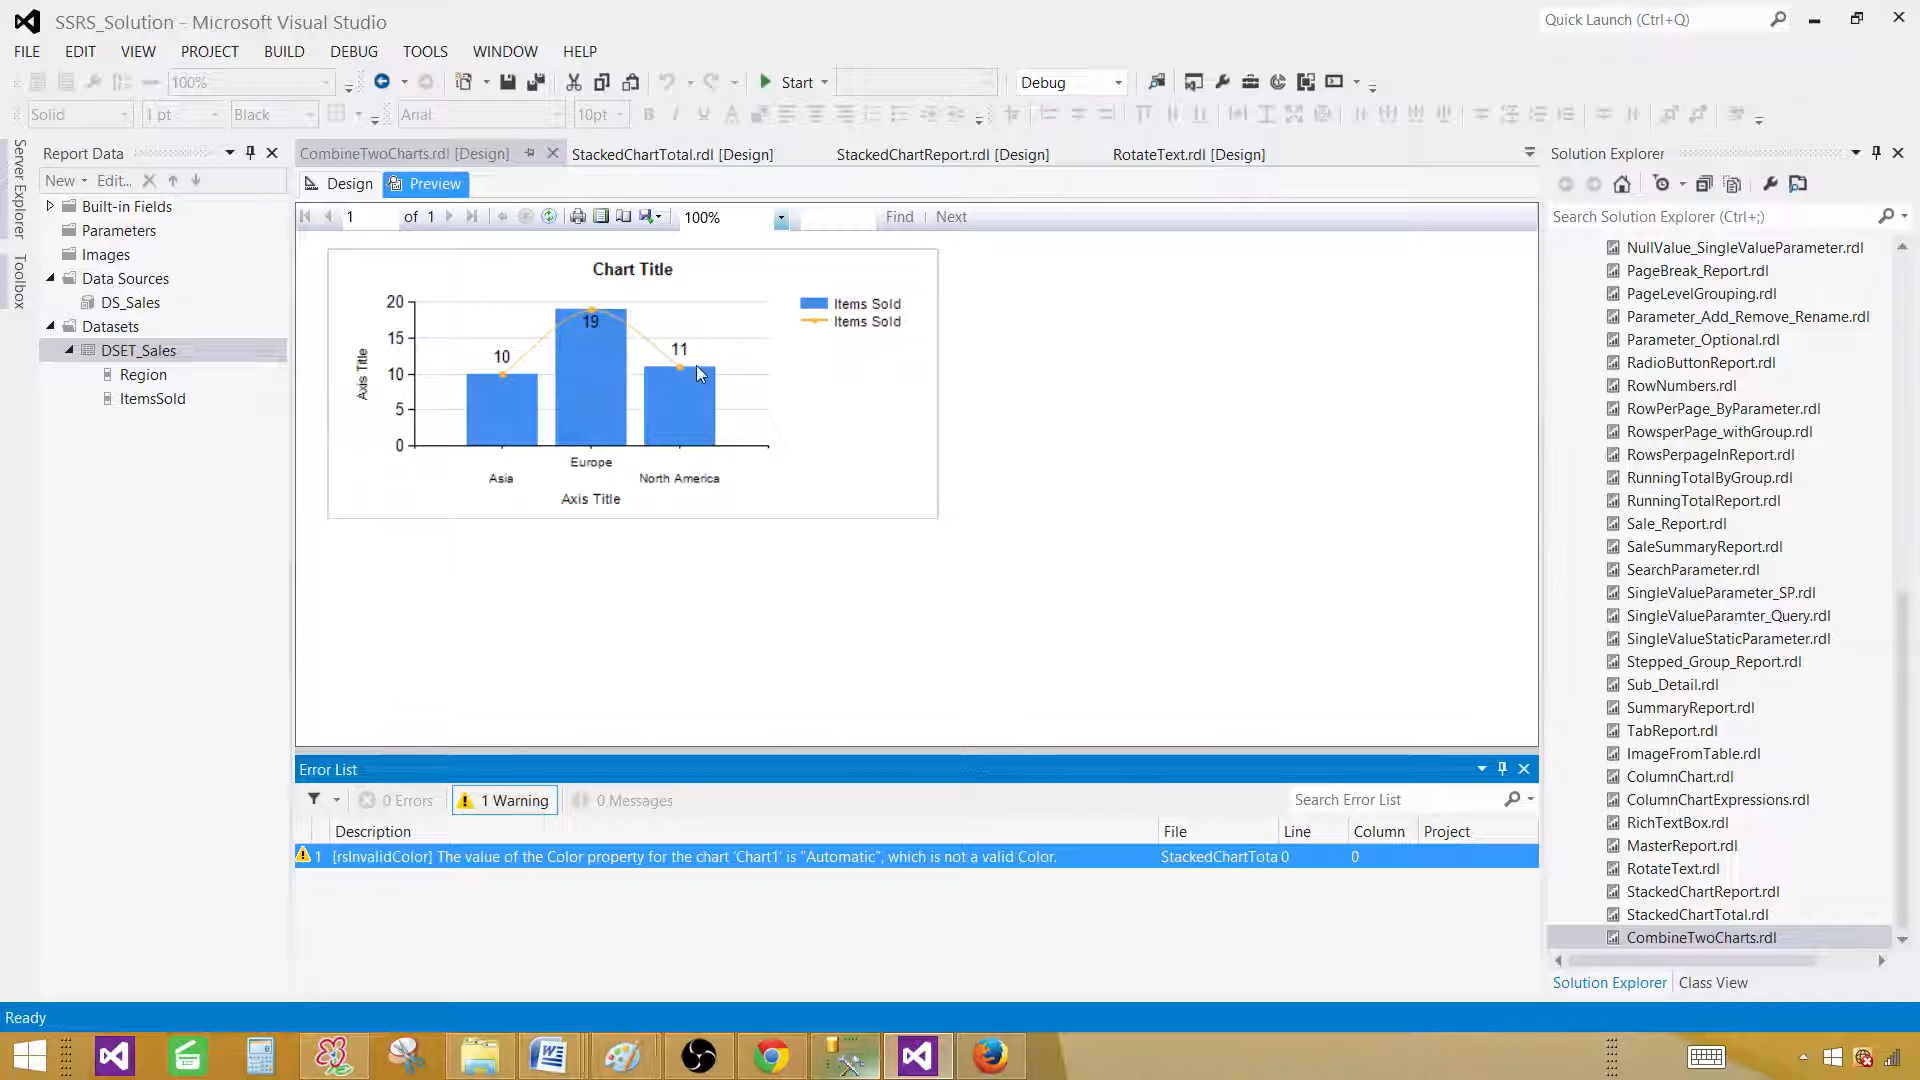 SSRS_Solution - Microsoft Visual Studio
Quick Launch (Ctrl+Q)
FILE EDIT VIEW PROJECT BUILD DEBUG TOOLS WINDOW HELP
100% Start Debug
Solid 1 pt Black Arial 10pt B I U A
Server Explorer
Toolbox
Report Data
New Edit...
Built-in Fields
Parameters
Images
Data Sources
DS_Sales
Datasets
DSET_Sales
Region
ItemsSold
CombineTwoCharts.rdl [Design] StackedChartTotal.rdl [Design] StackedChartReport.rdl [Design] RotateText.rdl [Design]
Design Preview
1 of 1 100% Find | Next
Chart Title
20
15
10
5
0
Axis Title
10
19
11
Items Sold
Items Sold
Europe
Asia North America
Axis Title
Error List
0 Errors 1 Warning 0 Messages Search Error List
Description File Line Column Project
1 [rsInvalidColor] The value of the Color property for the chart 'Chart1' is "Automatic", which is not a valid Color. StackedChartTota 0 0
Solution Explorer
Search Solution Explorer (Ctrl+;)
NullValue_SingleValueParameter.rdl
PageBreak_Report.rdl
PageLevelGrouping.rdl
Parameter_Add_Remove_Rename.rdl
Parameter_Optional.rdl
RadioButtonReport.rdl
RowNumbers.rdl
RowPerPage_ByParameter.rdl
RowsperPage_withGroup.rdl
RowsPerpageInReport.rdl
RunningTotalByGroup.rdl
RunningTotalReport.rdl
Sale_Report.rdl
SaleSummaryReport.rdl
SearchParameter.rdl
SingleValueParameter_SP.rdl
SingleValueParamter_Query.rdl
SingleValueStaticParameter.rdl
Stepped_Group_Report.rdl
Sub_Detail.rdl
SummaryReport.rdl
TabReport.rdl
ImageFromTable.rdl
ColumnChart.rdl
ColumnChartExpressions.rdl
RichTextBox.rdl
MasterReport.rdl
RotateText.rdl
StackedChartReport.rdl
StackedChartTotal.rdl
CombineTwoCharts.rdl
Solution Explorer Class View
Ready